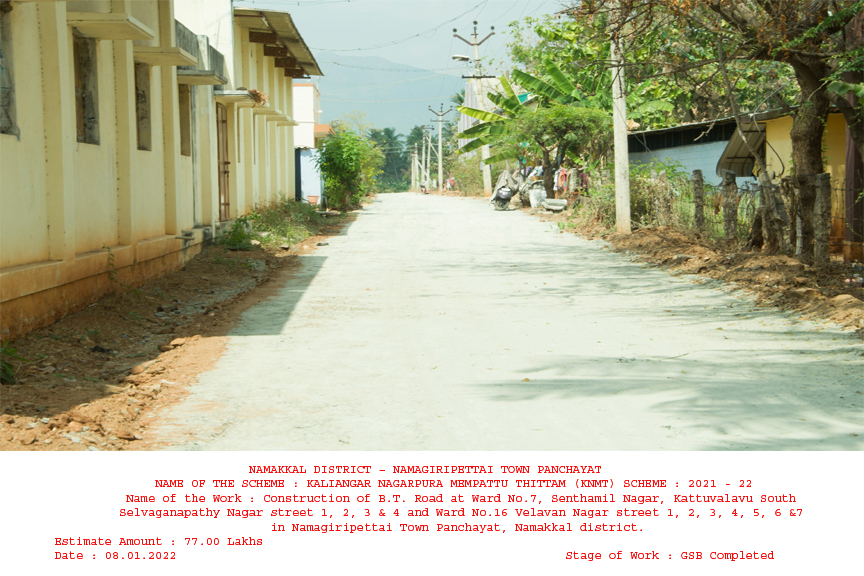 NAMAKKAL DISTRICT - NAMAGIRIPETTAI TOWN PANCHAYAT
NAME OF THE SCHEME : KALIANGAR NAGARPURA MEMPATTU THITTAM (KNMT) SCHEME : 2021 - 22
Name of the Work : Construction of B.T. Road at Ward No.7, Senthamil Nagar, Kattuvalavu South
Selvaganapathy Nagar street 1, 2, 3 & 4 and Ward No.16 Velavan Nagar street 1, 2, 3, 4, 5, 6 &7
in Namagiripettai Town Panchayat, Namakkal district.
Estimate Amount : 77.00 Lakhs
Date : 08.01.2022 Stage of Work : GSB Completed